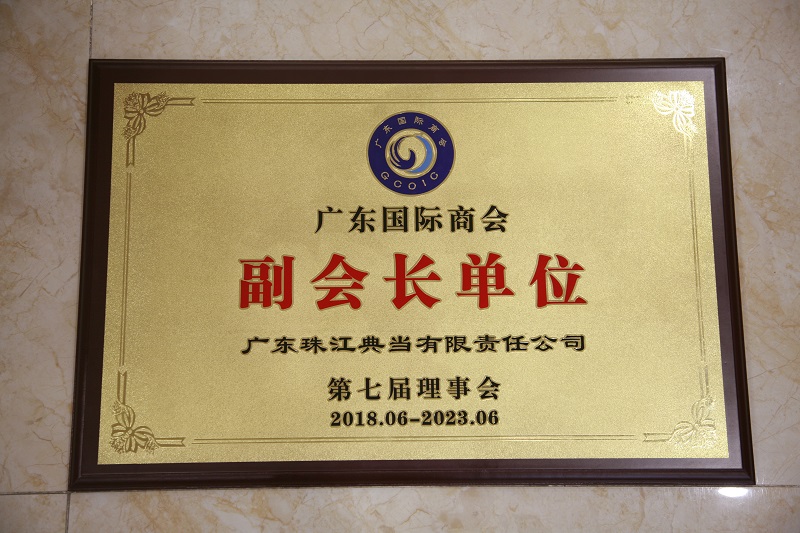 广东国际商会
GCOIC
广东国际商会
副会长单位
广东珠江典当有限责任公司
第七届理事会
2018.06-2023.06